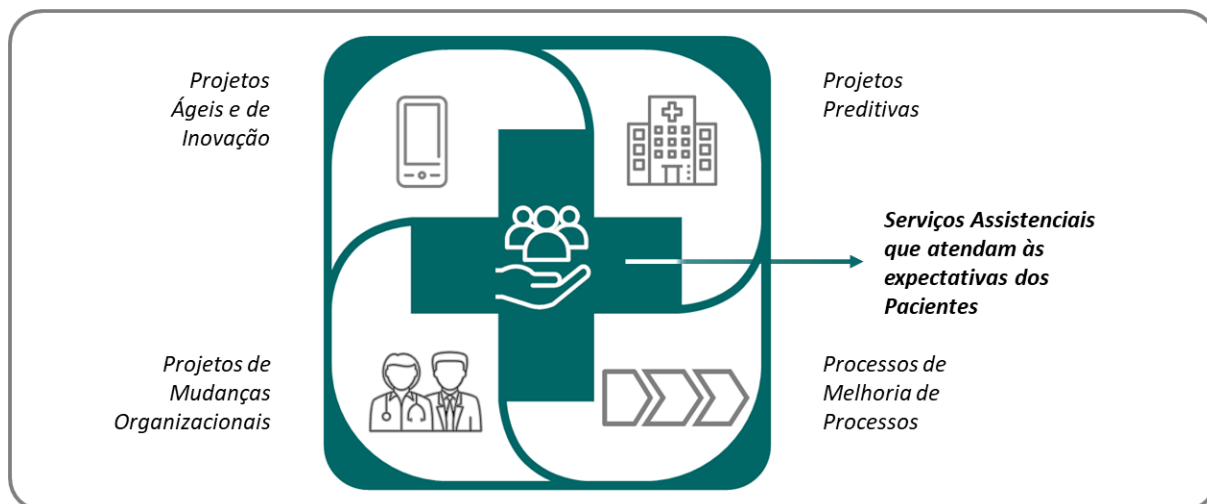 Projetos
Ágeis e de
Inovação
Projetos
Preditivas
Serviços Assistenciais
que atendam às
expectativas dos
Pacientes
Projetos de
Mudanças
Organizacionais
Processos de
Melhoria de
Processos